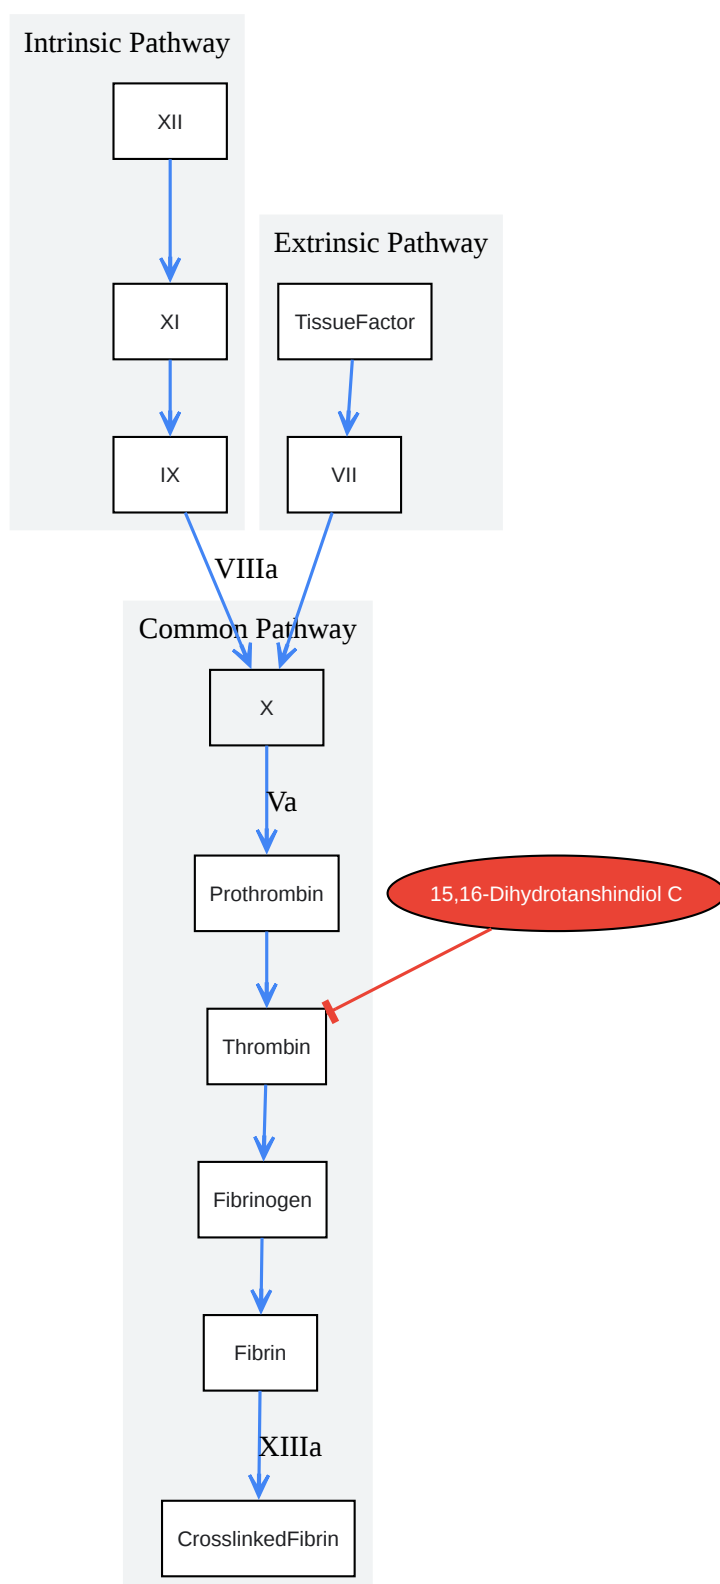 Intrinsic Pathway
XII
Extrinsic Pathway
XI
TissueFactor
IX
VII
VIIIa
Common Pathway
X
Va
Prothrombin
15,16-Dihydrotanshindiol C
Thrombin
Fibrinogen
Fibrin
XIIIa
CrosslinkedFibrin